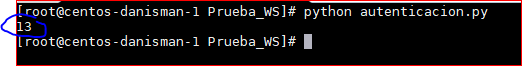 [root@centos-danisman-1 Prueba_WS]# python autenticacion.py
13
[root@centos-danisman-1 Prueba_WS]#